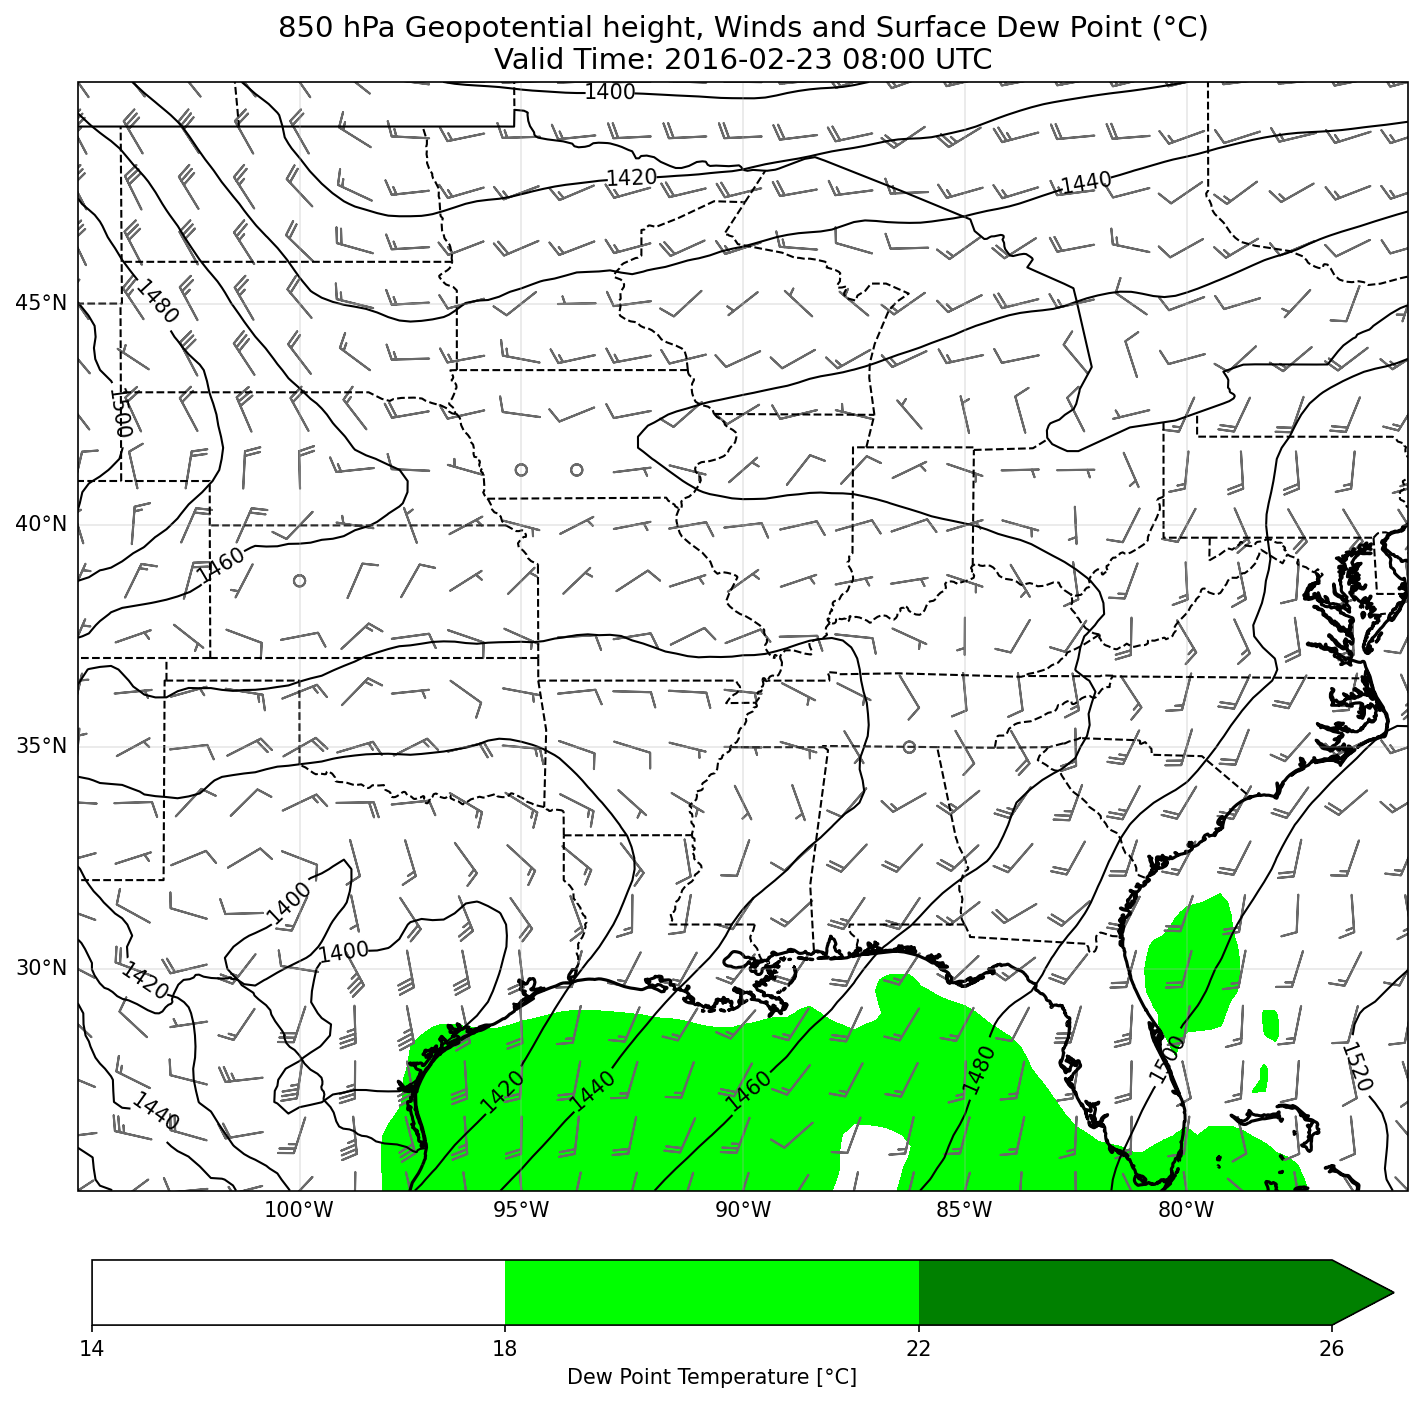 850 hPa Geopotential height, Winds and Surface Dew Point (°C)
Valid Time: 2016-02-23 08:00 UTC
1400
1420
1440
45°N
1480
1500
40°N
1460
35°N
1400
1400
30°N
1420
1440
1420
1440
1460
1480
1500
1520
100°W 95°W 90°W 85°W 80°W
14 18 22 26
Dew Point Temperature [°C]